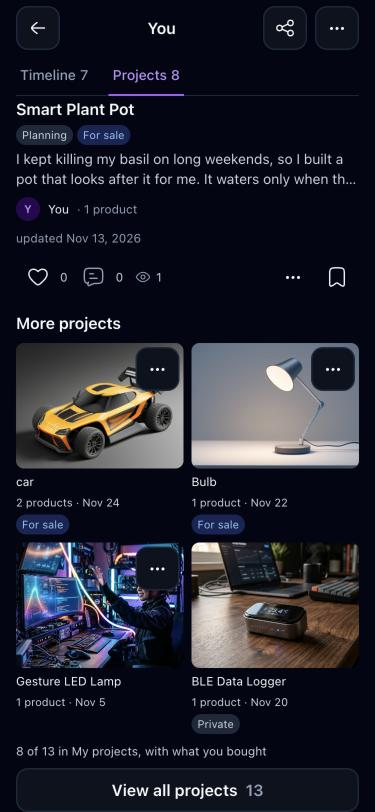 You
Timeline 7 Projects 8
Smart Plant Pot
Planning For sale
I kept killing my basil on long weekends, so I built a
pot that looks after it for me. It waters only when th...
Y You · 1 product
updated Nov 13, 2026
0 0 1
More projects
car
2 products · Nov 24
For sale
Bulb
1 product · Nov 22
For sale
Gesture LED Lamp
1 product · Nov 5
BLE Data Logger
1 product · Nov 20
Private
8 of 13 in My projects, with what you bought
View all projects 13